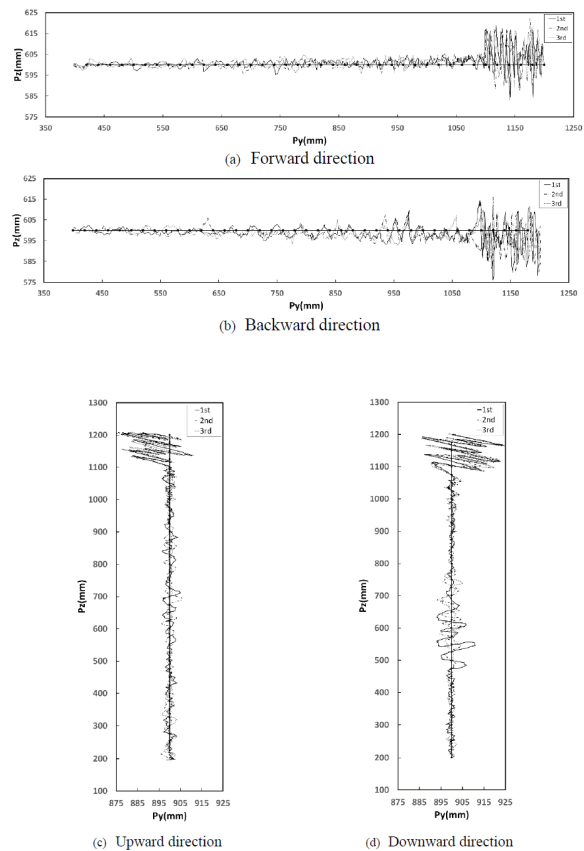 625
615
605
595
585
575
Pz(mm)
1st
2nd
3rd
350 450 550 650 750 850 950 1050 1150 1250
Py(mm)
(a) Forward direction
625
615
605
595
585
575
Pz(mm)
1st
2nd
3rd
350 450 550 650 750 850 950 1050 1150 1250
Py(mm)
(b) Backward direction
1300
1200
1100
1000
900
800
700
600
500
400
300
200
100
Pz(mm)
1st
2nd
3rd
875 885 895 905 915 925
Py(mm)
(c) Upward direction
1300
1200
1100
1000
900
800
700
600
500
400
300
200
100
Pz(mm)
1st
2nd
3rd
875 885 895 905 915 925
Py(mm)
(d) Downward direction